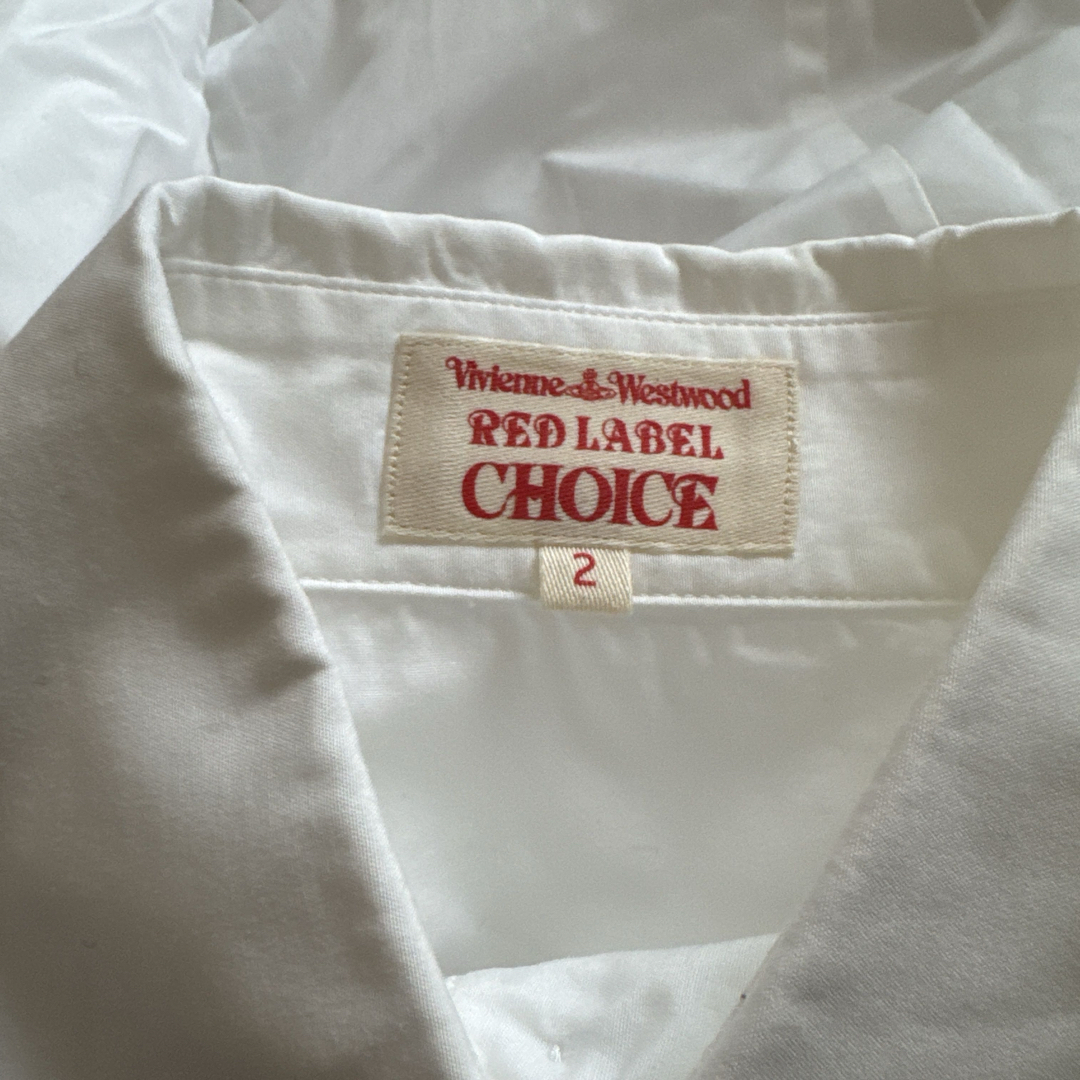 Vivienne Westwood
RED LABEL
CHOICE
2